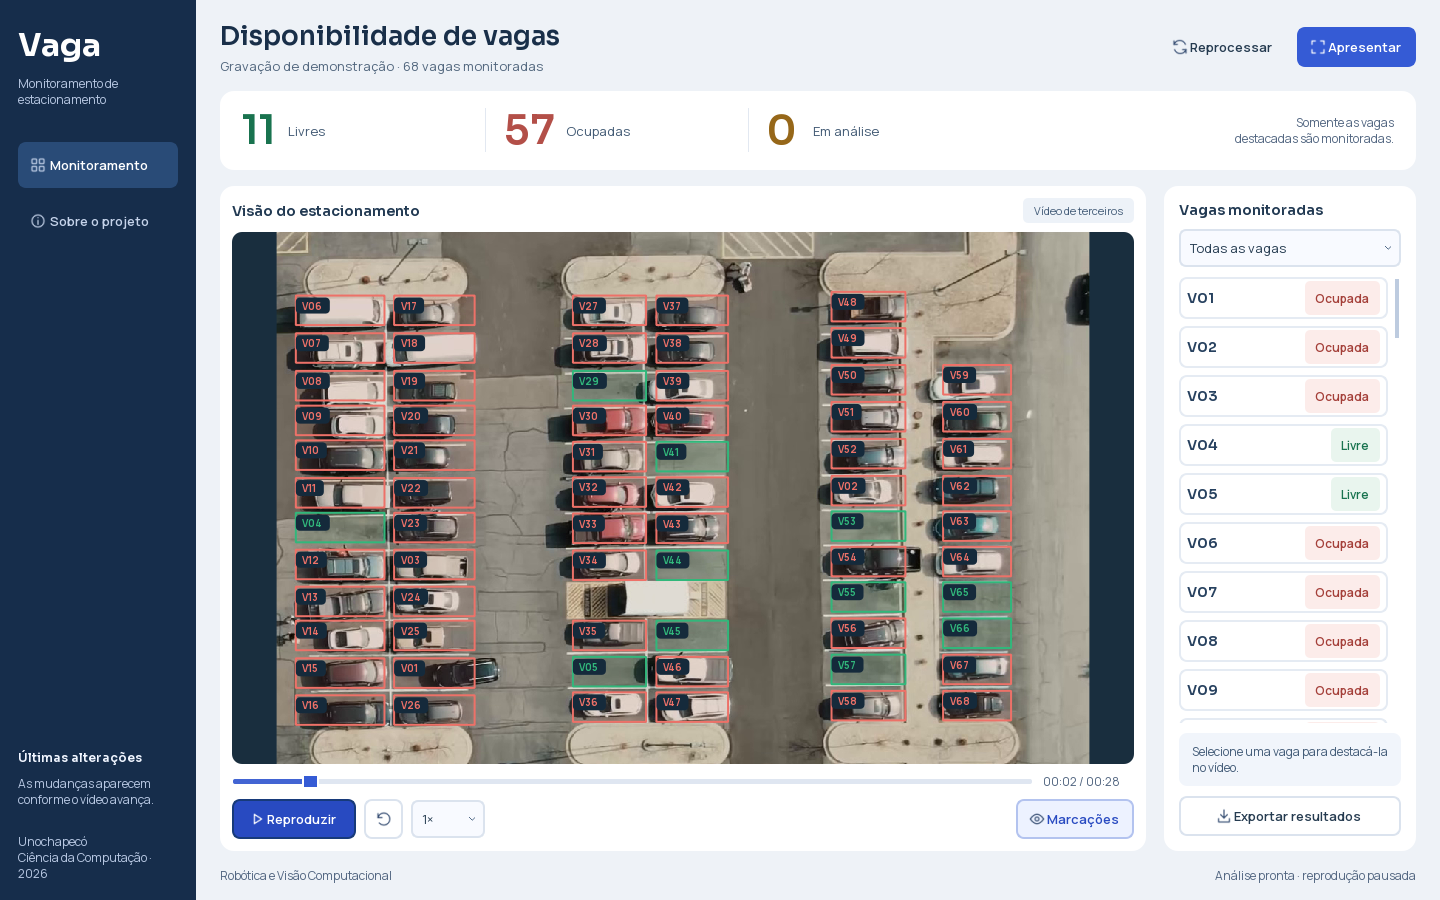 Vaga
Monitoramento de
estacionamento
Monitoramento
Sobre o projeto
Últimas alterações
As mudanças aparecem
conforme o vídeo avança.
Unochapecó
Ciência da Computação ·
2026
Disponibilidade de vagas
Gravação de demonstração · 68 vagas monitoradas
Reprocessar
Apresentar
11 Livres
57 Ocupadas
0 Em análise
Somente as vagas
destacadas são monitoradas.
Visão do estacionamento
Vídeo de terceiros
V06 V17 V27 V37 V48
V07 V18 V28 V38 V49
V08 V19 V29 V39 V50 V59
V09 V20 V30 V40 V51 V60
V10 V21 V31 V41 V52 V61
V11 V22 V32 V42 V02 V62
V04 V23 V33 V43 V53 V63
V12 V03 V34 V44 V54 V64
V13 V24 V55 V65
V14 V25 V35 V45 V56 V66
V15 V01 V05 V46 V57 V67
V16 V26 V36 V47 V58 V68
00:02 / 00:28
Reproduzir
1×
Marcações
Vagas monitoradas
Todas as vagas
V01 Ocupada
V02 Ocupada
V03 Ocupada
V04 Livre
V05 Livre
V06 Ocupada
V07 Ocupada
V08 Ocupada
V09 Ocupada
Selecione uma vaga para destacá-la
no vídeo.
Exportar resultados
Robótica e Visão Computacional
Análise pronta · reprodução pausada